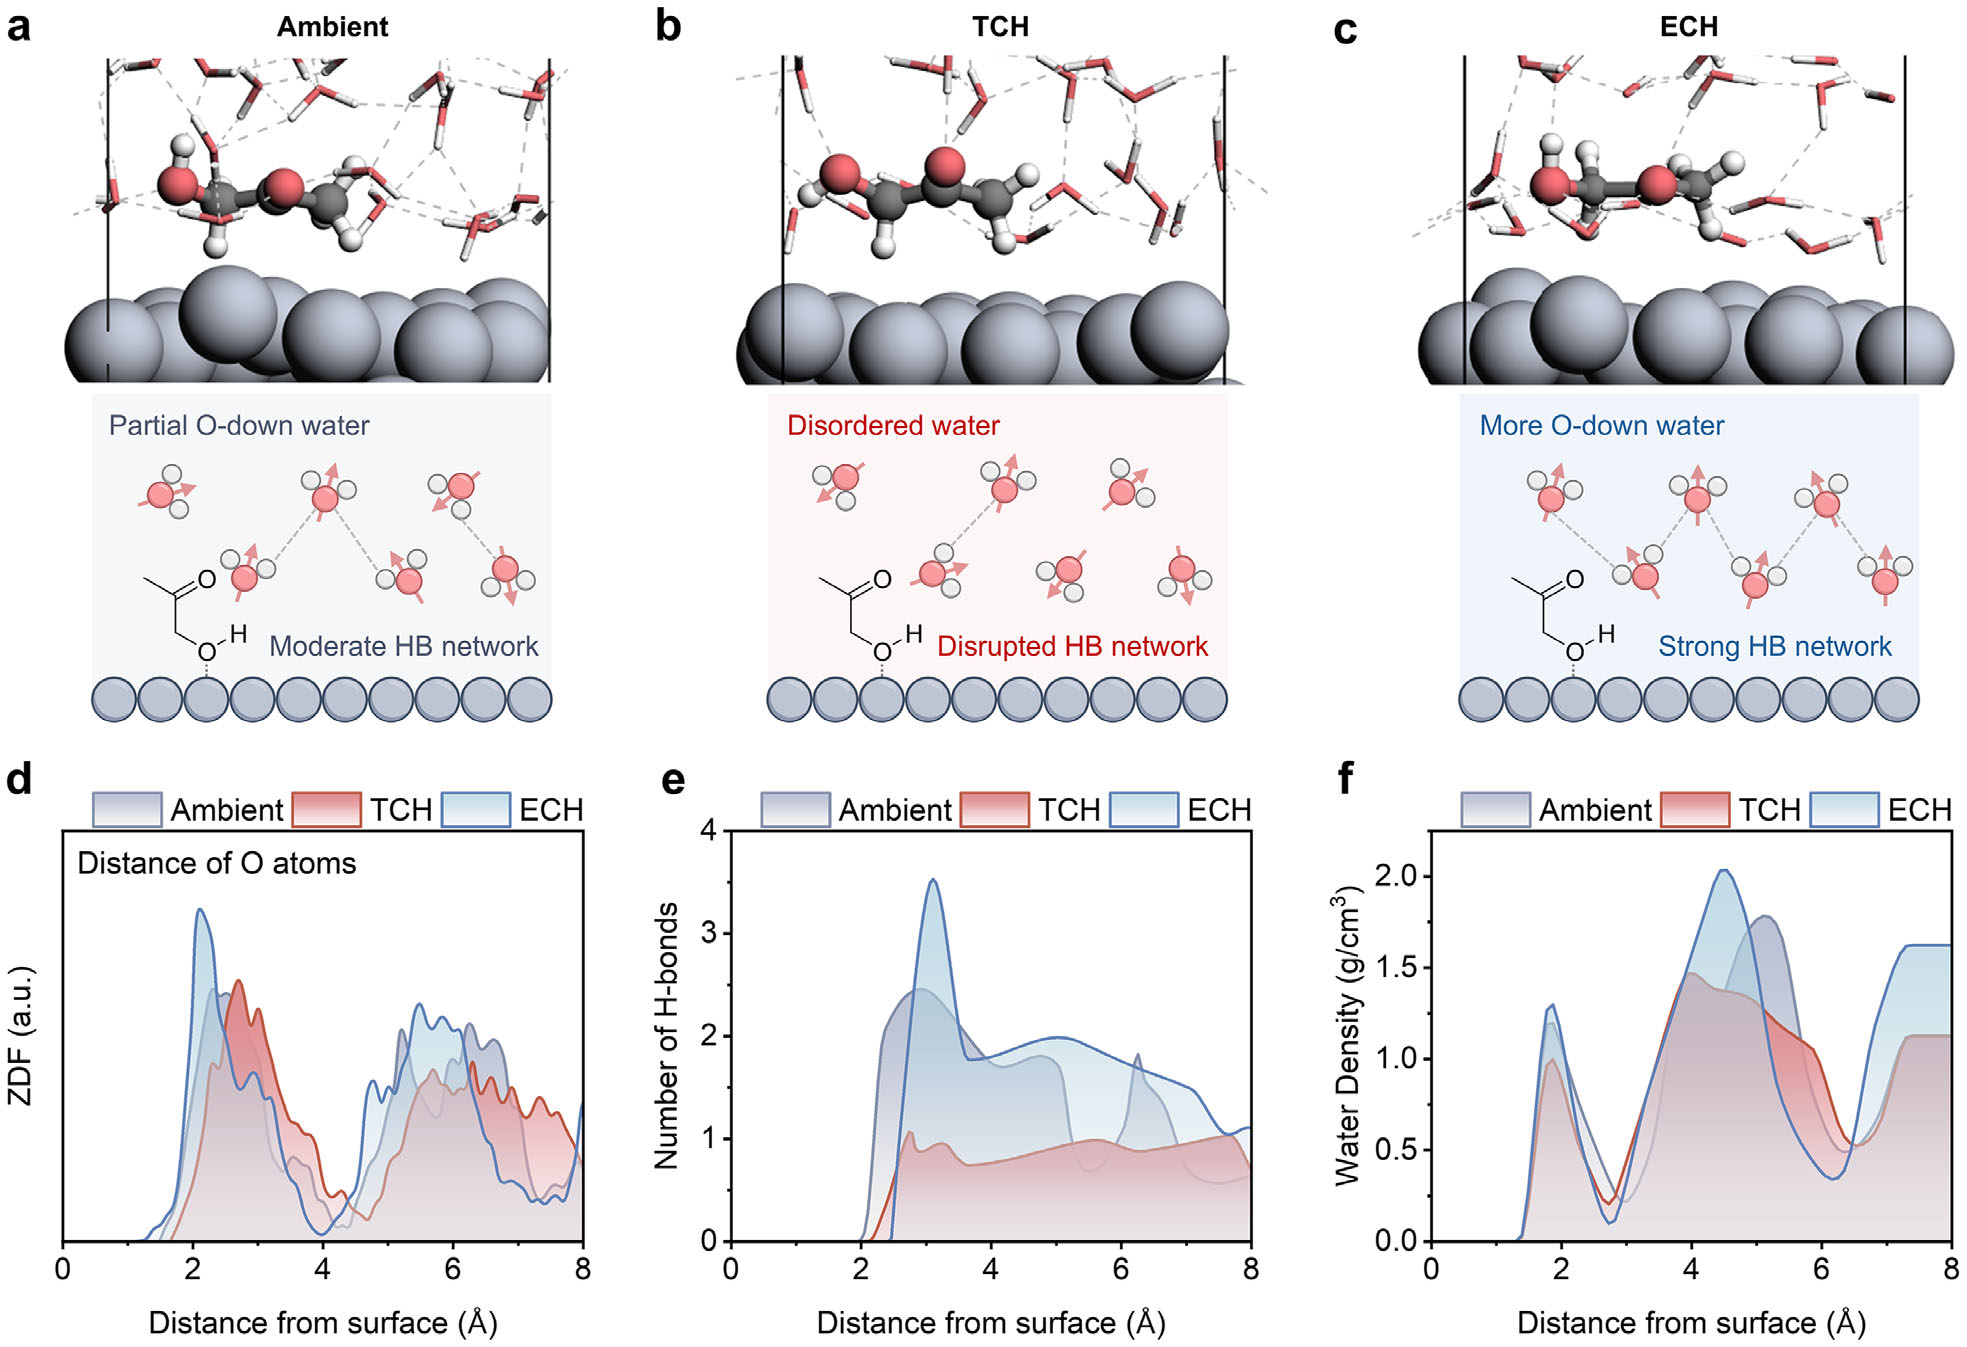 a
Ambient
b
TCH
c
ECH
Partial O-down water
O
H
O
Moderate HB network
Disordered water
O
H
O
Disrupted HB network
More O-down water
O
H
O
Strong HB network
d
Ambient TCH ECH
Distance of O atoms
ZDF (a.u.)
0 2 4 6 8
Distance from surface (Å)
e
Ambient TCH ECH
Number of H-bonds
4
3
2
1
0
0 2 4 6 8
Distance from surface (Å)
f
Ambient TCH ECH
Water Density (g/cm³)
2.0
1.5
1.0
0.5
0.0
0 2 4 6 8
Distance from surface (Å)